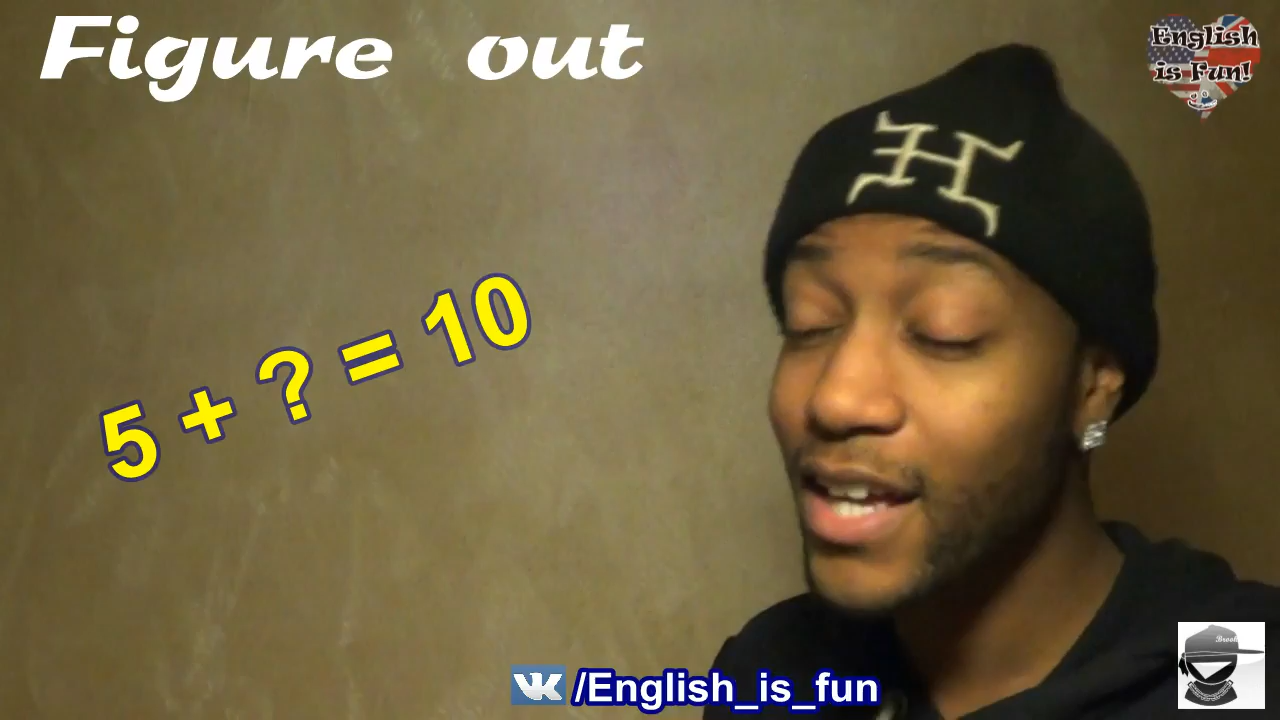 Figure out
English
is Fun!
5 + ? = 10
/English_is_fun